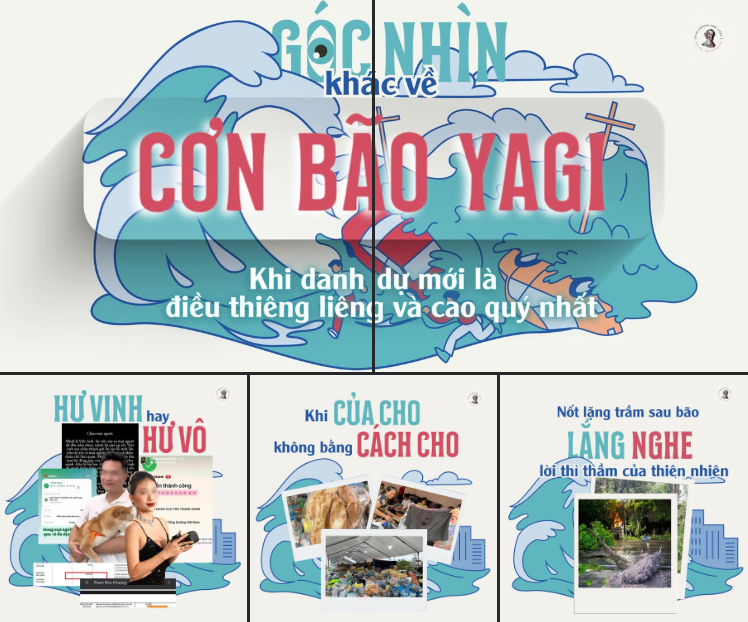 GÓC NHÌN
khác về
CƠN BÃO YAGI
Khi danh dự mới là
điều thiêng liêng và cao quý nhất
HƯ VINH hay
HƯ VÔ
Khi CỦA CHO
không bằng CÁCH CHO
Nốt lặng trầm sau bão
LẮNG NGHE
lời thì thầm của thiên nhiên